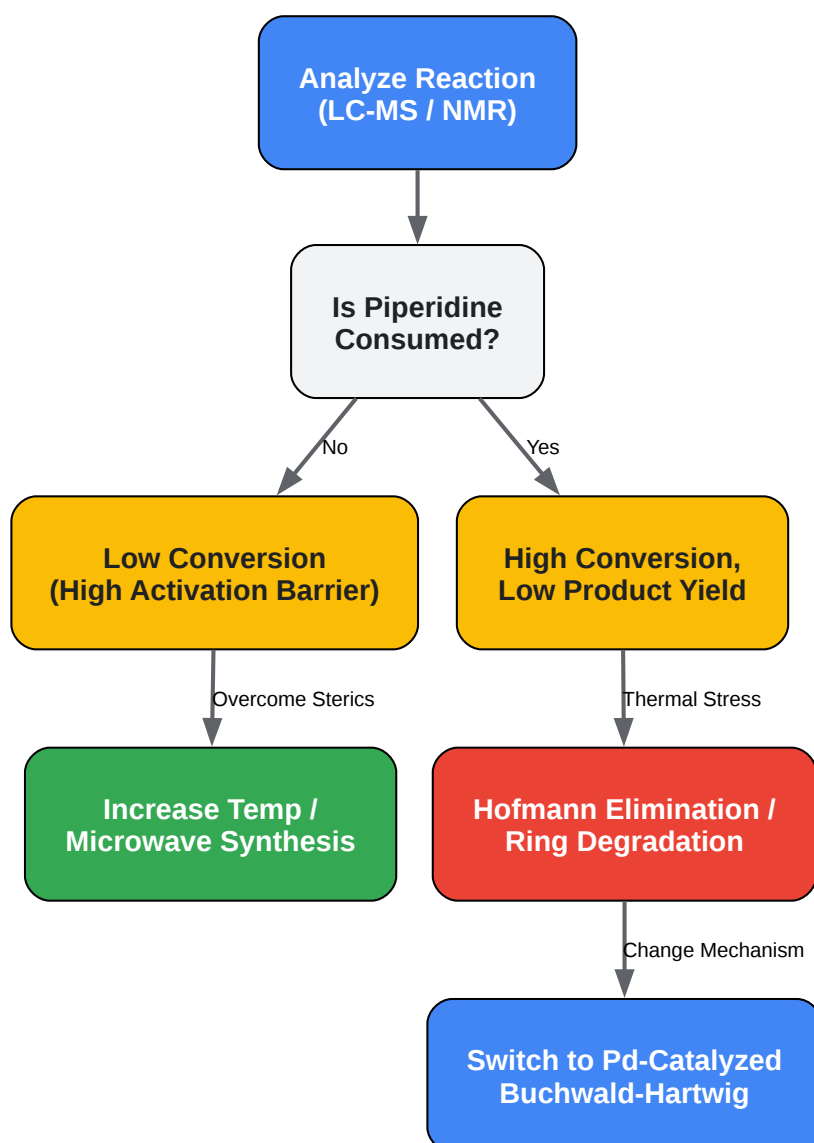 Analyze Reaction
(LC-MS / NMR)
Is Piperidine
Consumed?
No
Yes
Low Conversion
(High Activation Barrier)
High Conversion,
Low Product Yield
Overcome Sterics
Thermal Stress
Increase Temp /
Microwave Synthesis
Hofmann Elimination /
Ring Degradation
Change Mechanism
Switch to Pd-Catalyzed
Buchwald-Hartwig